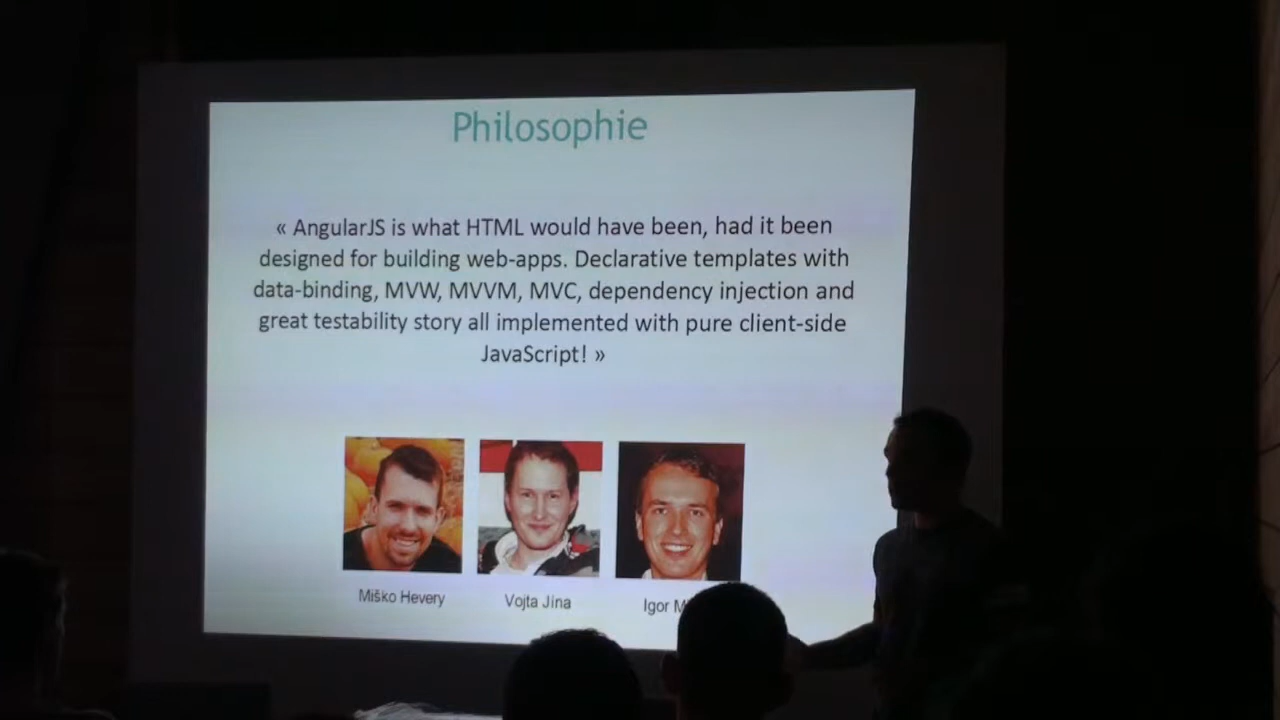 Philosophie
« AngularJS is what HTML would have been, had it been
designed for building web-apps. Declarative templates with
data-binding, MVW, MVVM, MVC, dependency injection and
great testability story all implemented with pure client-side
JavaScript! »
Miško Hevery Vojta Jína Igor